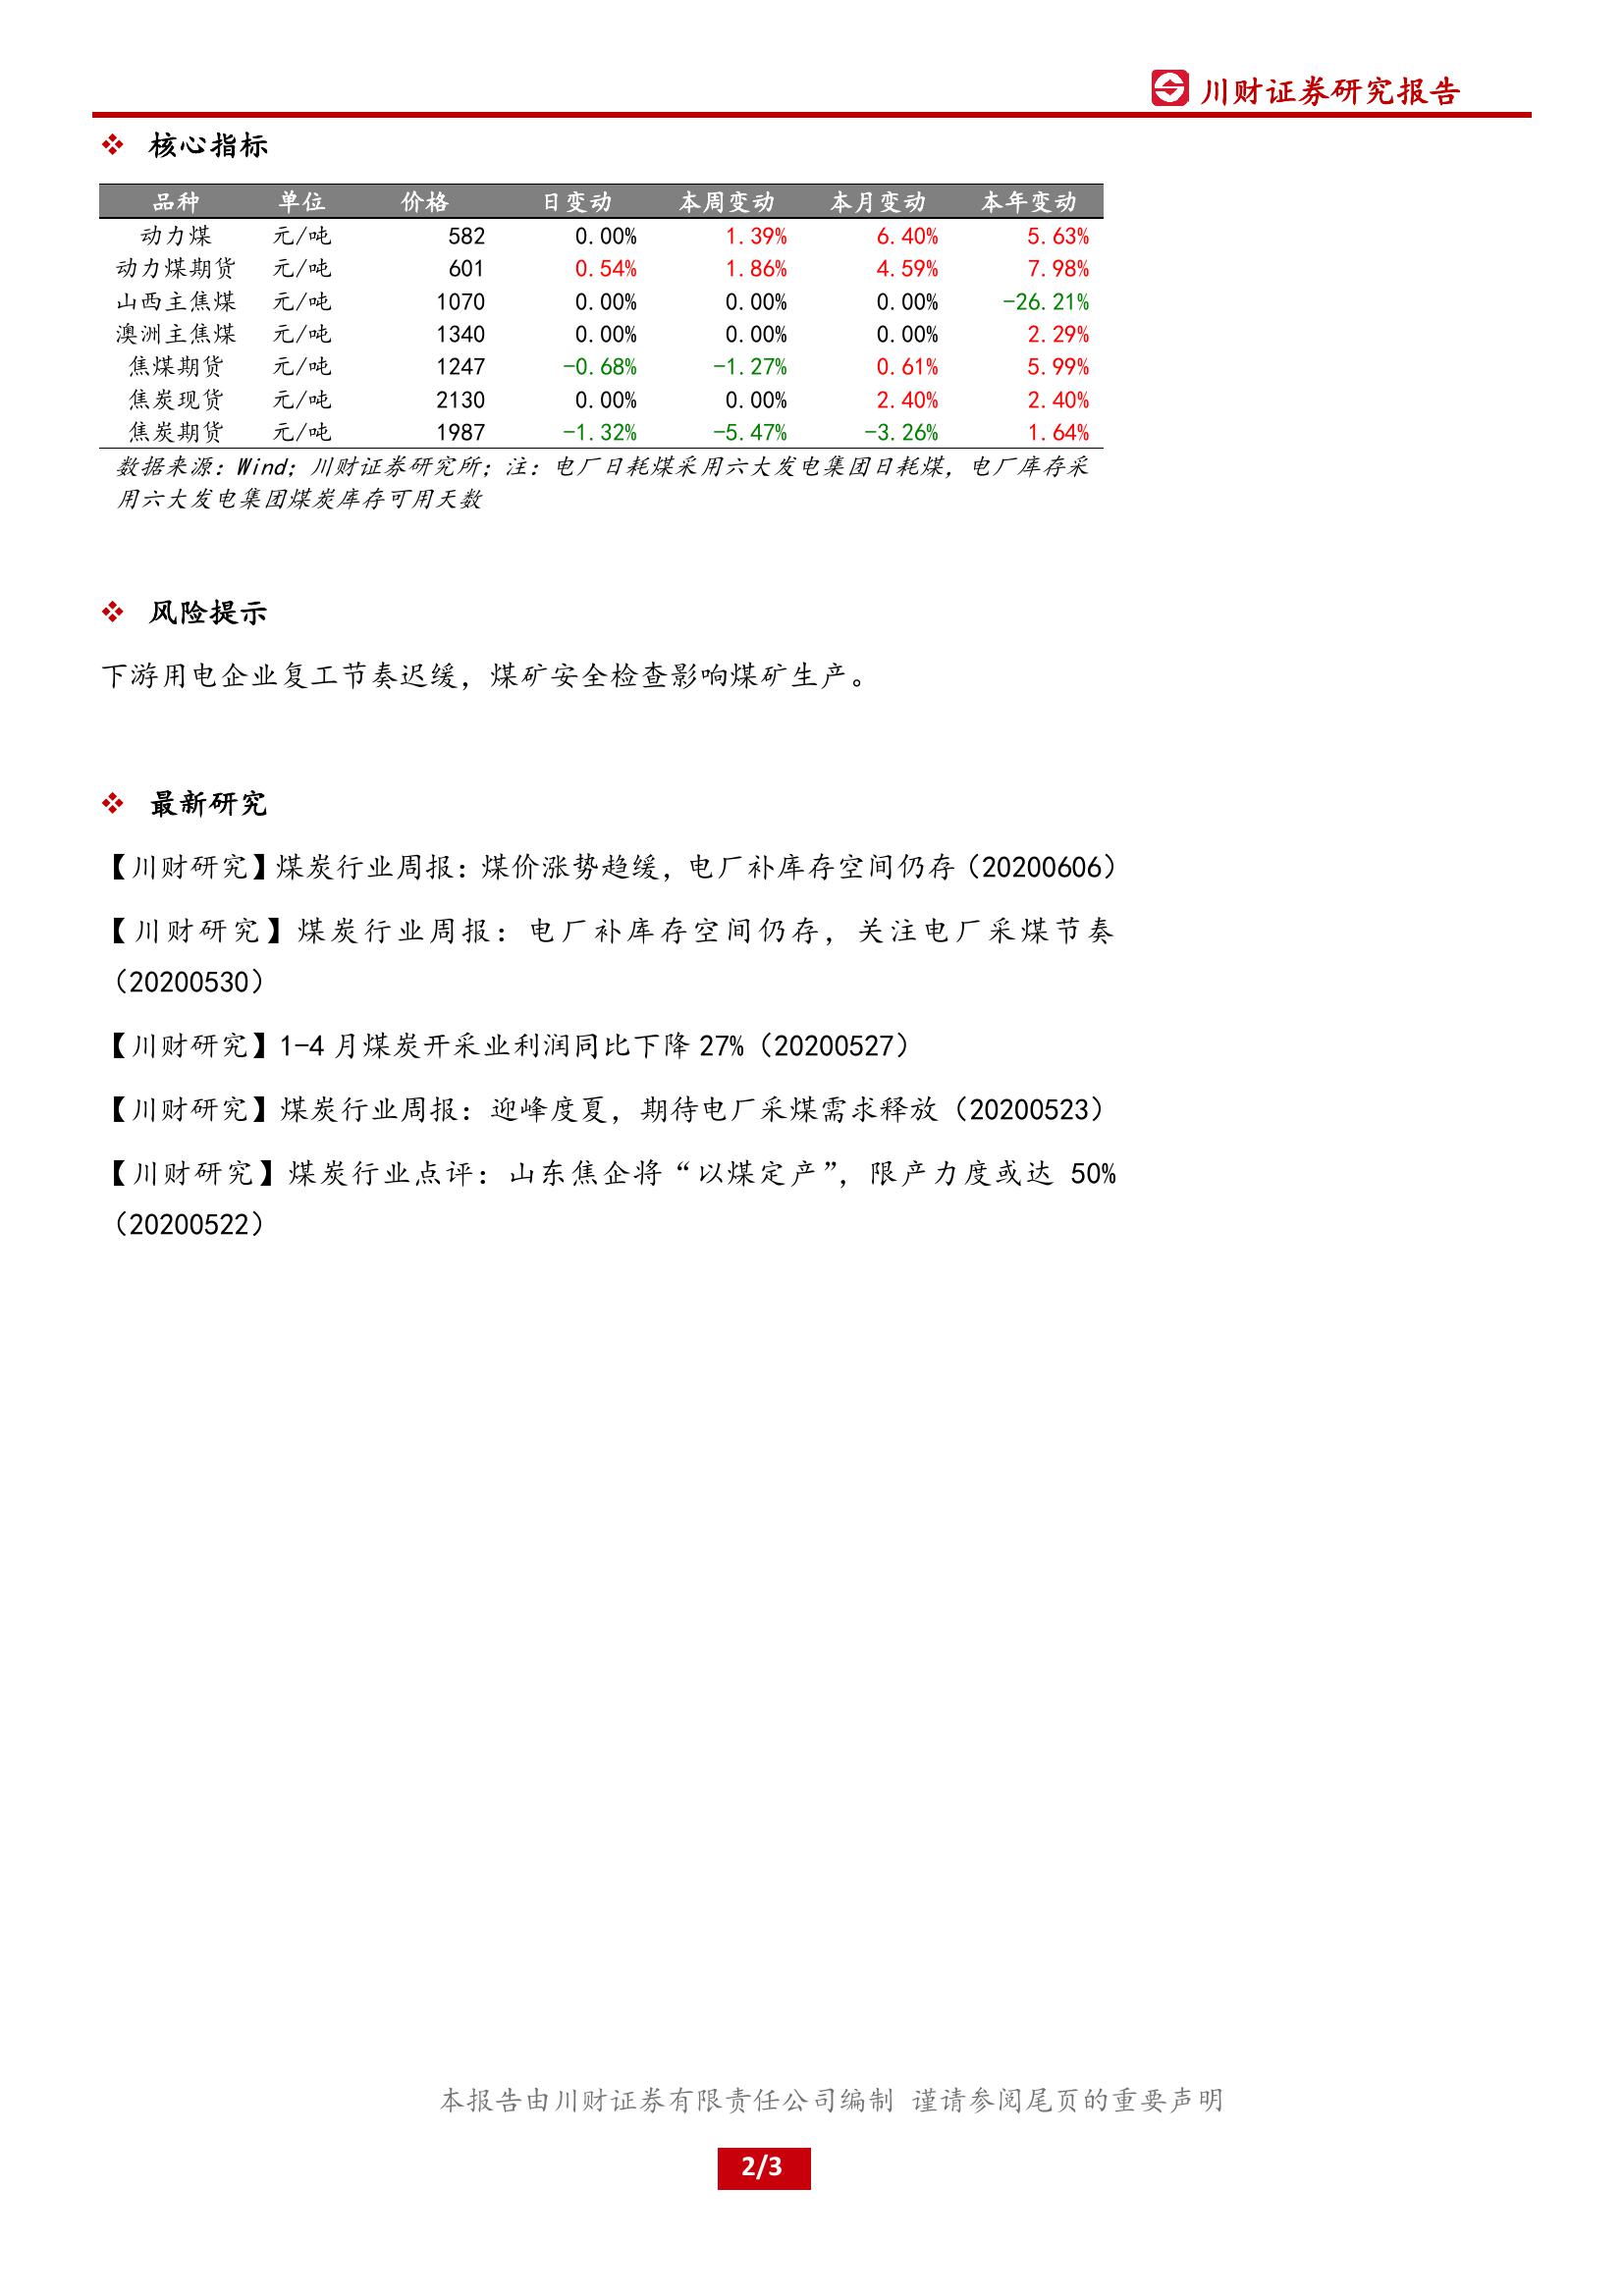 川财证券研究报告
核心指标
品种 单位 价格 日变动 本周变动 本月变动 本年变动
动力煤 元/吨 582 0.00% 1.39% 6.40% 5.63%
动力煤期货 元/吨 601 0.54% 1.86% 4.59% 7.98%
山西主焦煤 元/吨 1070 0.00% 0.00% 0.00% -26.21%
澳洲主焦煤 元/吨 1340 0.00% 0.00% 0.00% 2.29%
焦煤期货 元/吨 1247 -0.68% -1.27% 0.61% 5.99%
焦炭现货 元/吨 2130 0.00% 0.00% 2.40% 2.40%
焦炭期货 元/吨 1987 -1.32% -5.47% -3.26% 1.64%
数据来源：Wind；川财证券研究所；注：电厂日耗煤采用六大发电集团日耗煤，电厂库存采
用六大发电集团煤炭库存可用天数
风险提示
下游用电企业复工节奏迟缓，煤矿安全检查影响煤矿生产。
最新研究
【川财研究】煤炭行业周报：煤价涨势趋缓，电厂补库存空间仍存（20200606）
【川财研究】煤炭行业周报：电厂补库存空间仍存，关注电厂采煤节奏
（20200530）
【川财研究】1-4 月煤炭开采业利润同比下降 27%（20200527）
【川财研究】煤炭行业周报：迎峰度夏，期待电厂采煤需求释放（20200523）
【川财研究】煤炭行业点评：山东焦企将“以煤定产”，限产力度或达 50%
（20200522）
本报告由川财证券有限责任公司编制 谨请参阅尾页的重要声明
2/3